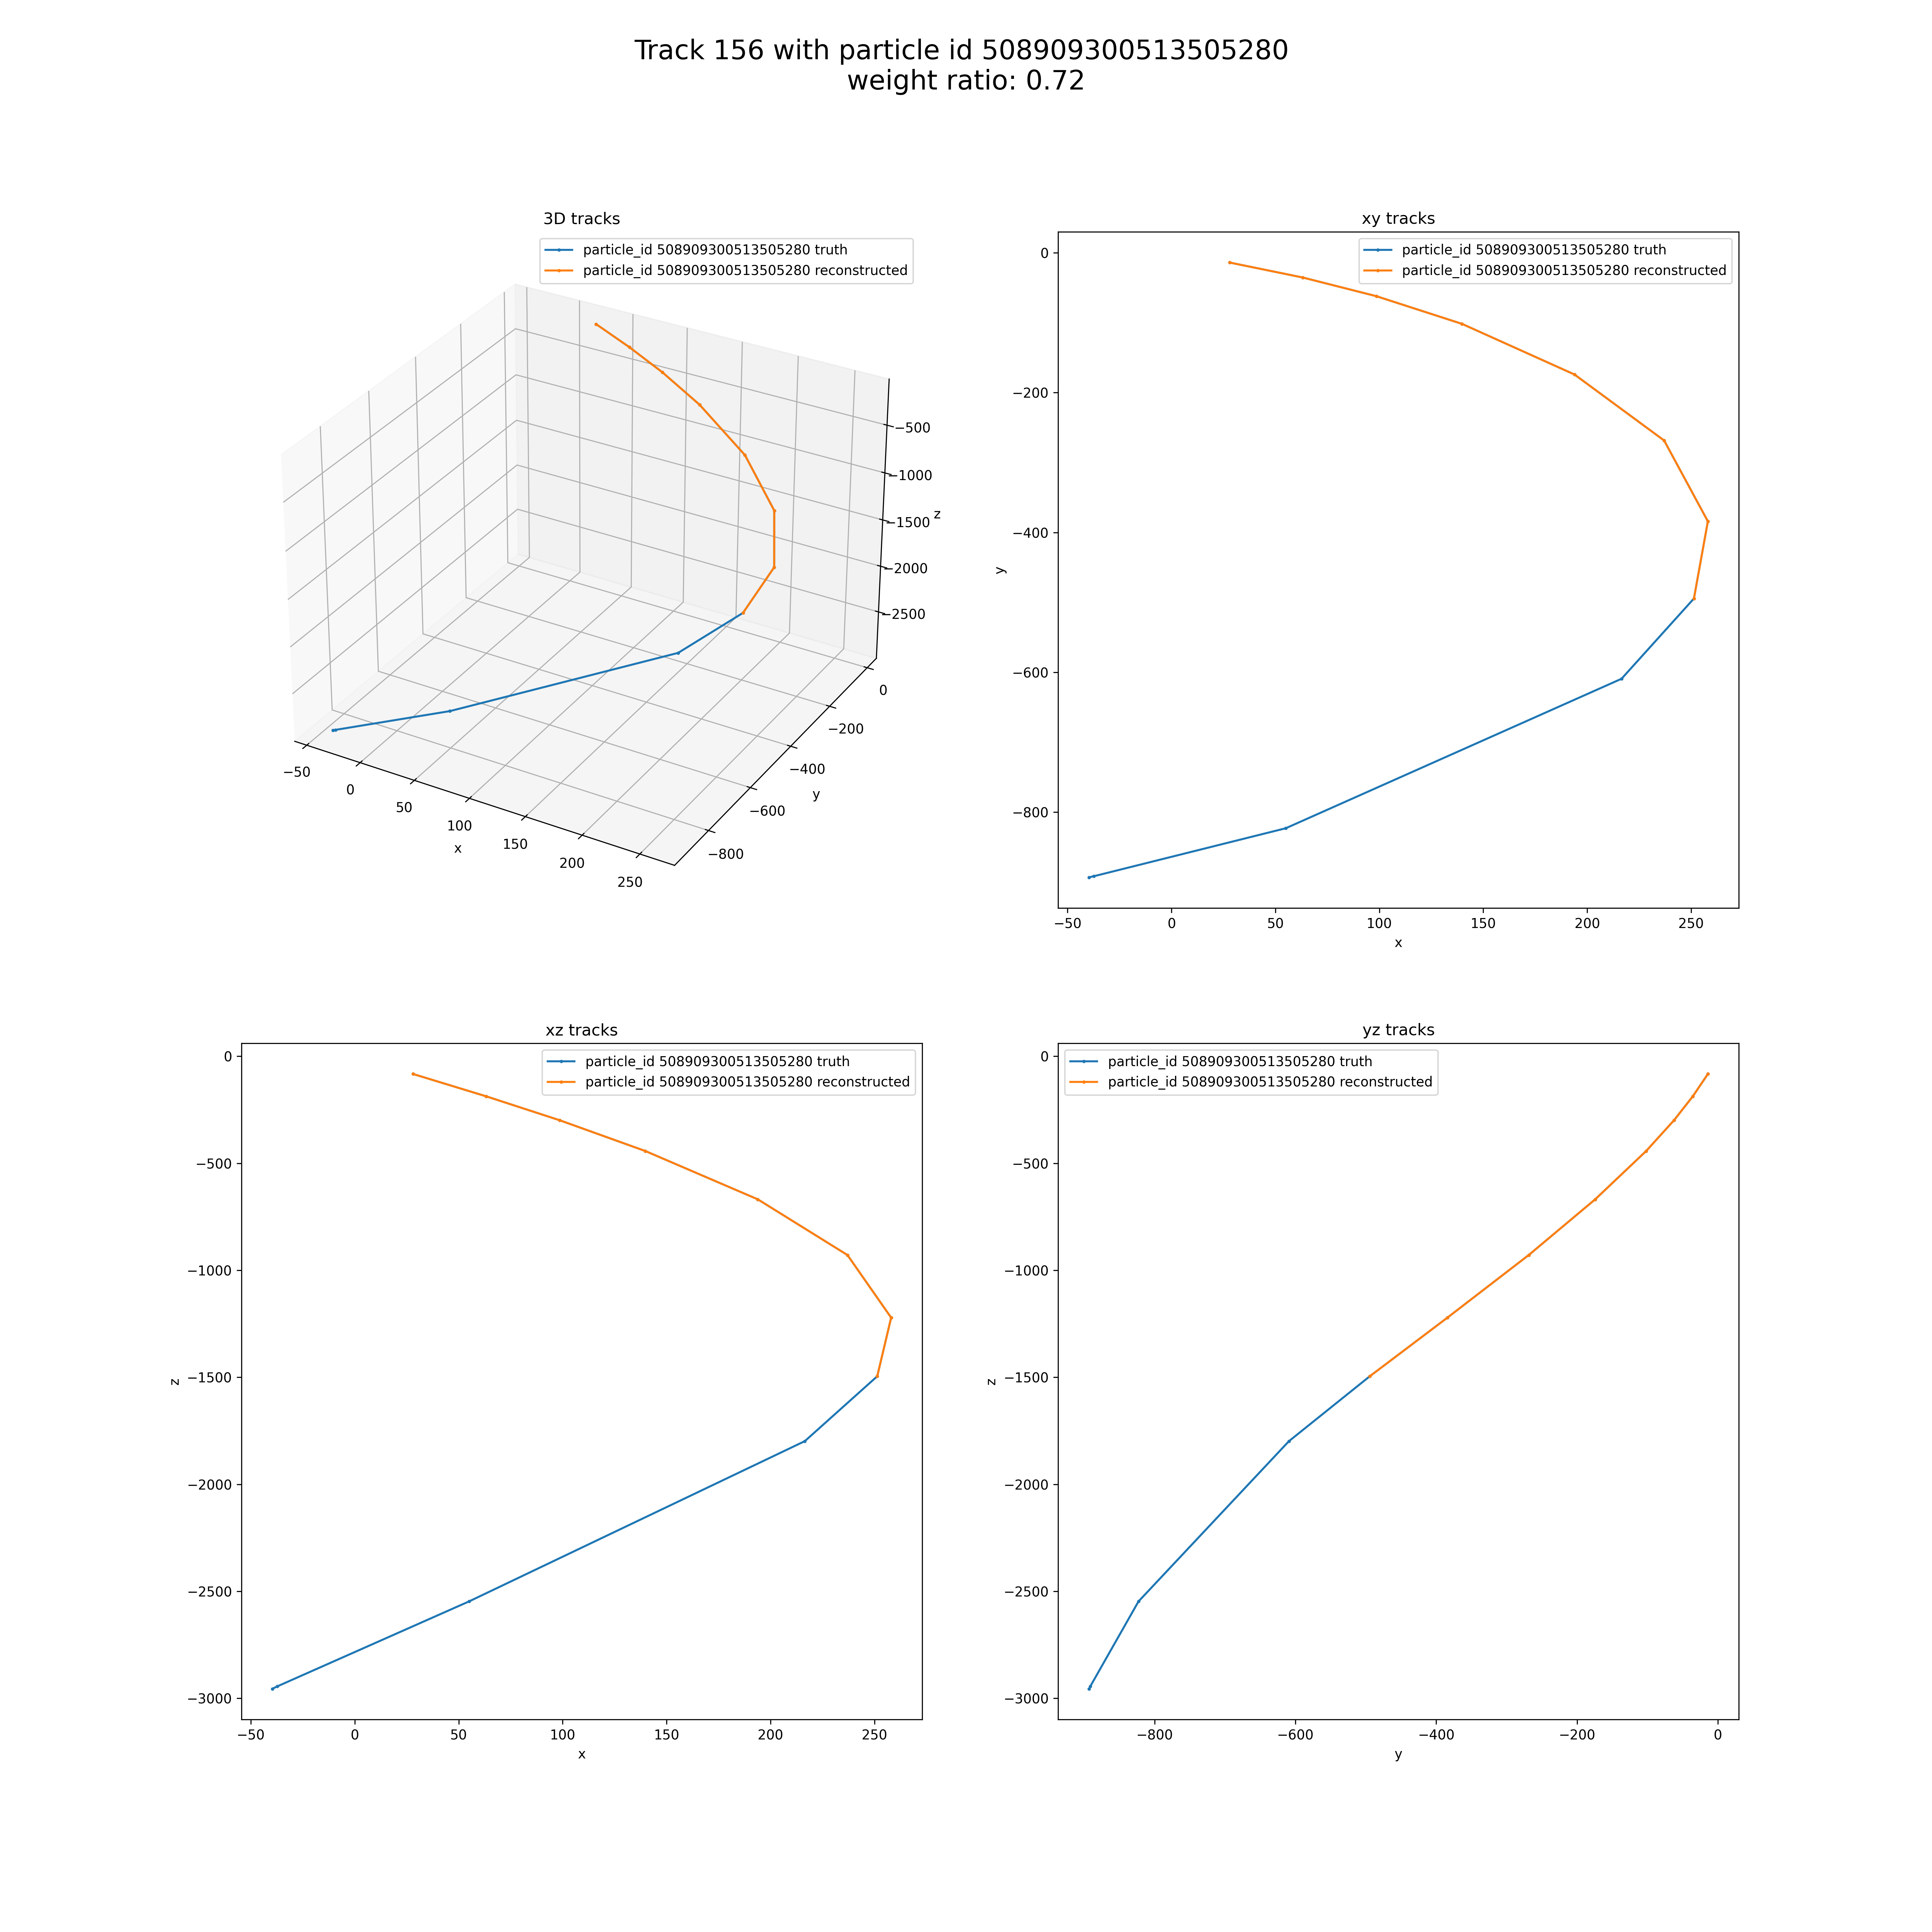 Track 156 with particle id 508909300513505280
weight ratio: 0.72
3D tracks
particle_id 508909300513505280 truth
particle_id 508909300513505280 reconstructed
−500
−1000
−1500
−2000
−2500
z
0
−200
−400
−600
−800
y
−50
0
50
100
150
200
250
x
xy tracks
particle_id 508909300513505280 truth
particle_id 508909300513505280 reconstructed
0
−200
−400
−600
−800
y
−50 0 50 100 150 200 250
x
xz tracks
particle_id 508909300513505280 truth
particle_id 508909300513505280 reconstructed
0
−500
−1000
−1500
−2000
−2500
−3000
z
−50 0 50 100 150 200 250
x
yz tracks
particle_id 508909300513505280 truth
particle_id 508909300513505280 reconstructed
0
−500
−1000
−1500
−2000
−2500
−3000
z
−800 −600 −400 −200 0
y